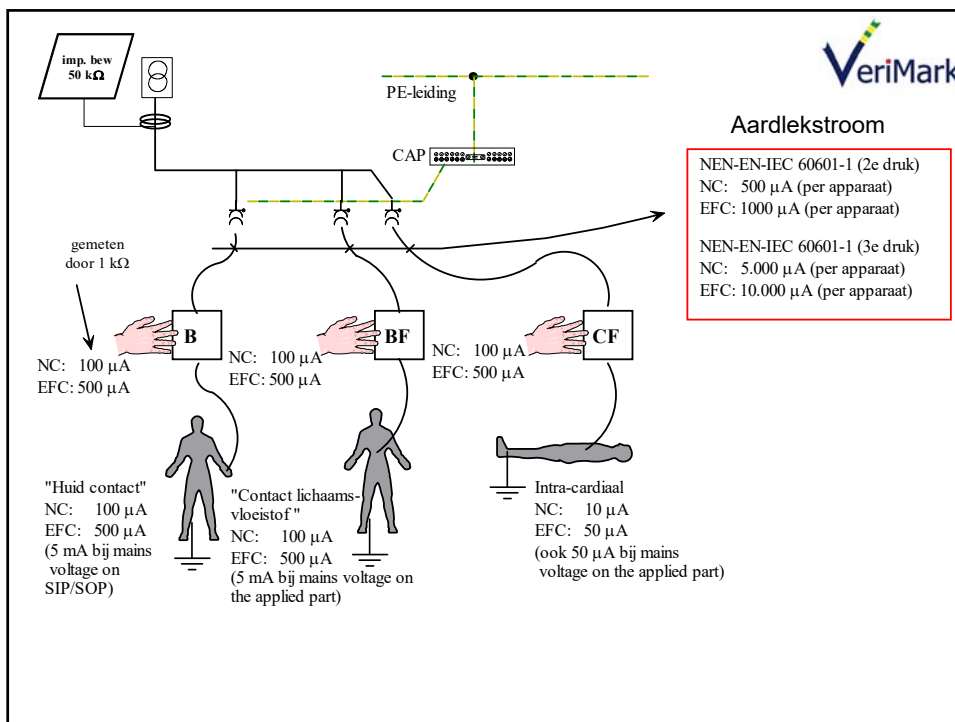 imp. bew
50 kΩ
VeriMark
PE-leiding
CAP
Aardlekstroom
NEN-EN-IEC 60601-1 (2e druk)
NC: 500 μA (per apparaat)
EFC: 1000 μA (per apparaat)
NEN-EN-IEC 60601-1 (3e druk)
NC: 5.000 μA (per apparaat)
EFC: 10.000 μA (per apparaat)
gemeten
door 1 kΩ
B
NC: 100 μA
EFC: 500 μA
BF
NC: 100 μA
EFC: 500 μA
CF
NC: 100 μA
EFC: 500 μA
"Huid contact"
NC: 100 μA
EFC: 500 μA
(5 mA bij mains
voltage on
SIP/SOP)
"Contact lichaams-
vloeistof "
NC: 100 μA
EFC: 500 μA
(5 mA bij mains voltage on
the applied part)
Intra-cardiaal
NC: 10 μA
EFC: 50 μA
(ook 50 μA bij mains
voltage on the applied part)